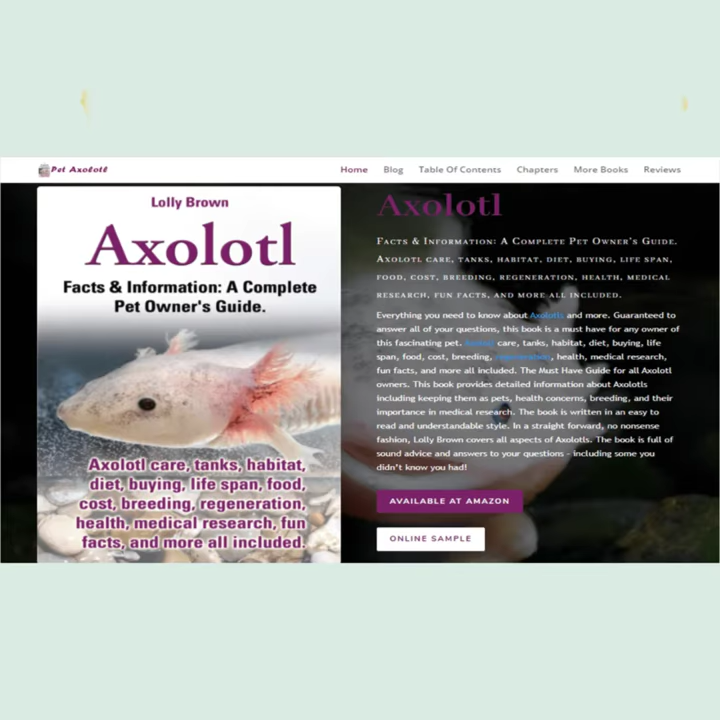 Pet Axolotl
Home Blog Table Of Contents Chapters More Books Reviews
Lolly Brown
Axolotl
Facts & Information: A Complete
Pet Owner's Guide.
Axolotl care, tanks, habitat,
diet, buying, life span, food,
cost, breeding, regeneration,
health, medical research, fun
facts, and more all included.
Axolotl
Facts & Information: A Complete Pet Owner's Guide.
Axolotl care, tanks, habitat, diet, buying, life span,
food, cost, breeding, regeneration, health, medical
research, fun facts, and more all included.
Everything you need to know about Axolotls and more. Guaranteed to
answer all of your questions, this book is a must have for any owner of
this fascinating pet. Axolotl care, tanks, habitat, diet, buying, life
span, food, cost, breeding, regeneration, health, medical research,
fun facts, and more all included. The Must Have Guide for all Axolotl
owners. This book provides detailed information about Axolotls
including keeping them as pets, health concerns, breeding, and their
importance in medical research. The book is written in an easy to
read and understandable style. In a straight forward, no nonsense
fashion, Lolly Brown covers all aspects of Axolotls. The book is full of
sound advice and answers to your questions – including some you
didn't know you had!
AVAILABLE AT AMAZON
ONLINE SAMPLE